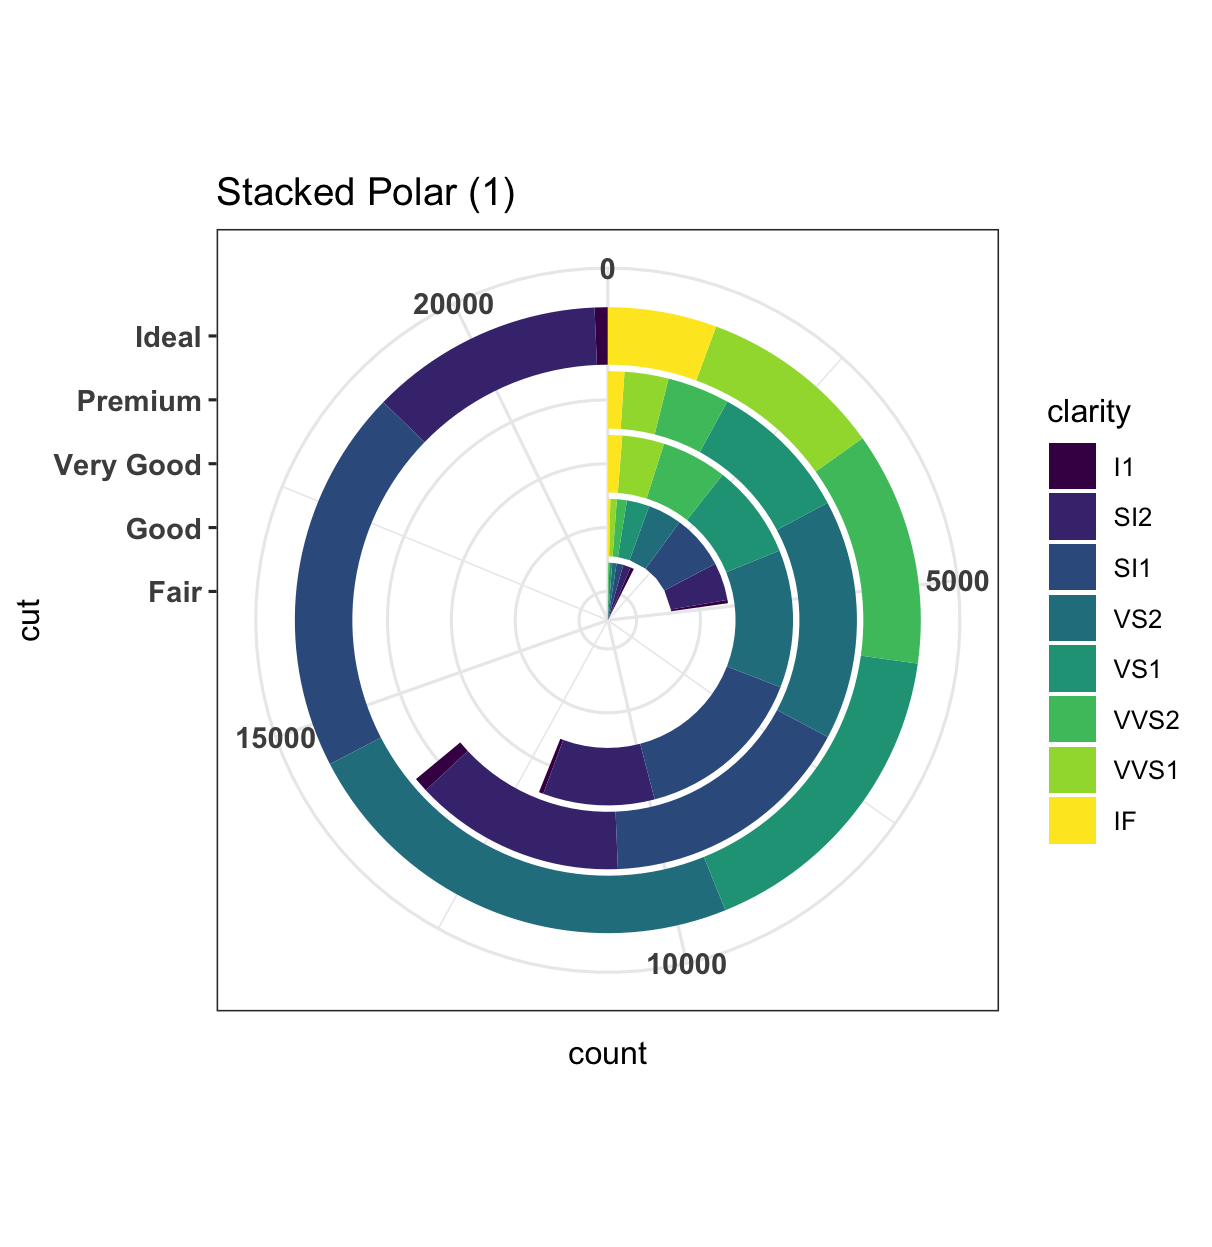 Stacked Polar (1)
0
20000
Ideal
Premium
Very Good
Good
Fair
5000
15000
10000
cut
count
clarity
I1
SI2
SI1
VS2
VS1
VVS2
VVS1
IF